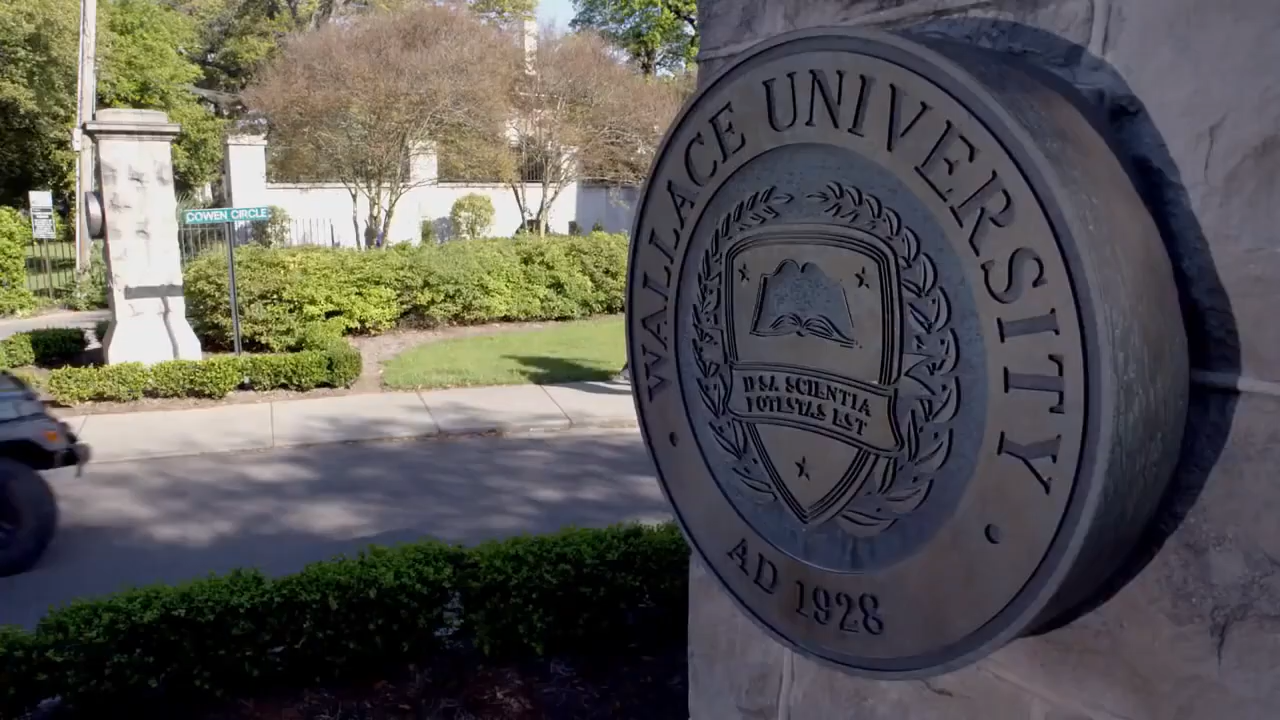 COWEN CIRCLE
WALLACE UNIVERSITY
IPSA SCIENTIA
POTESTAS EST
AD 1928